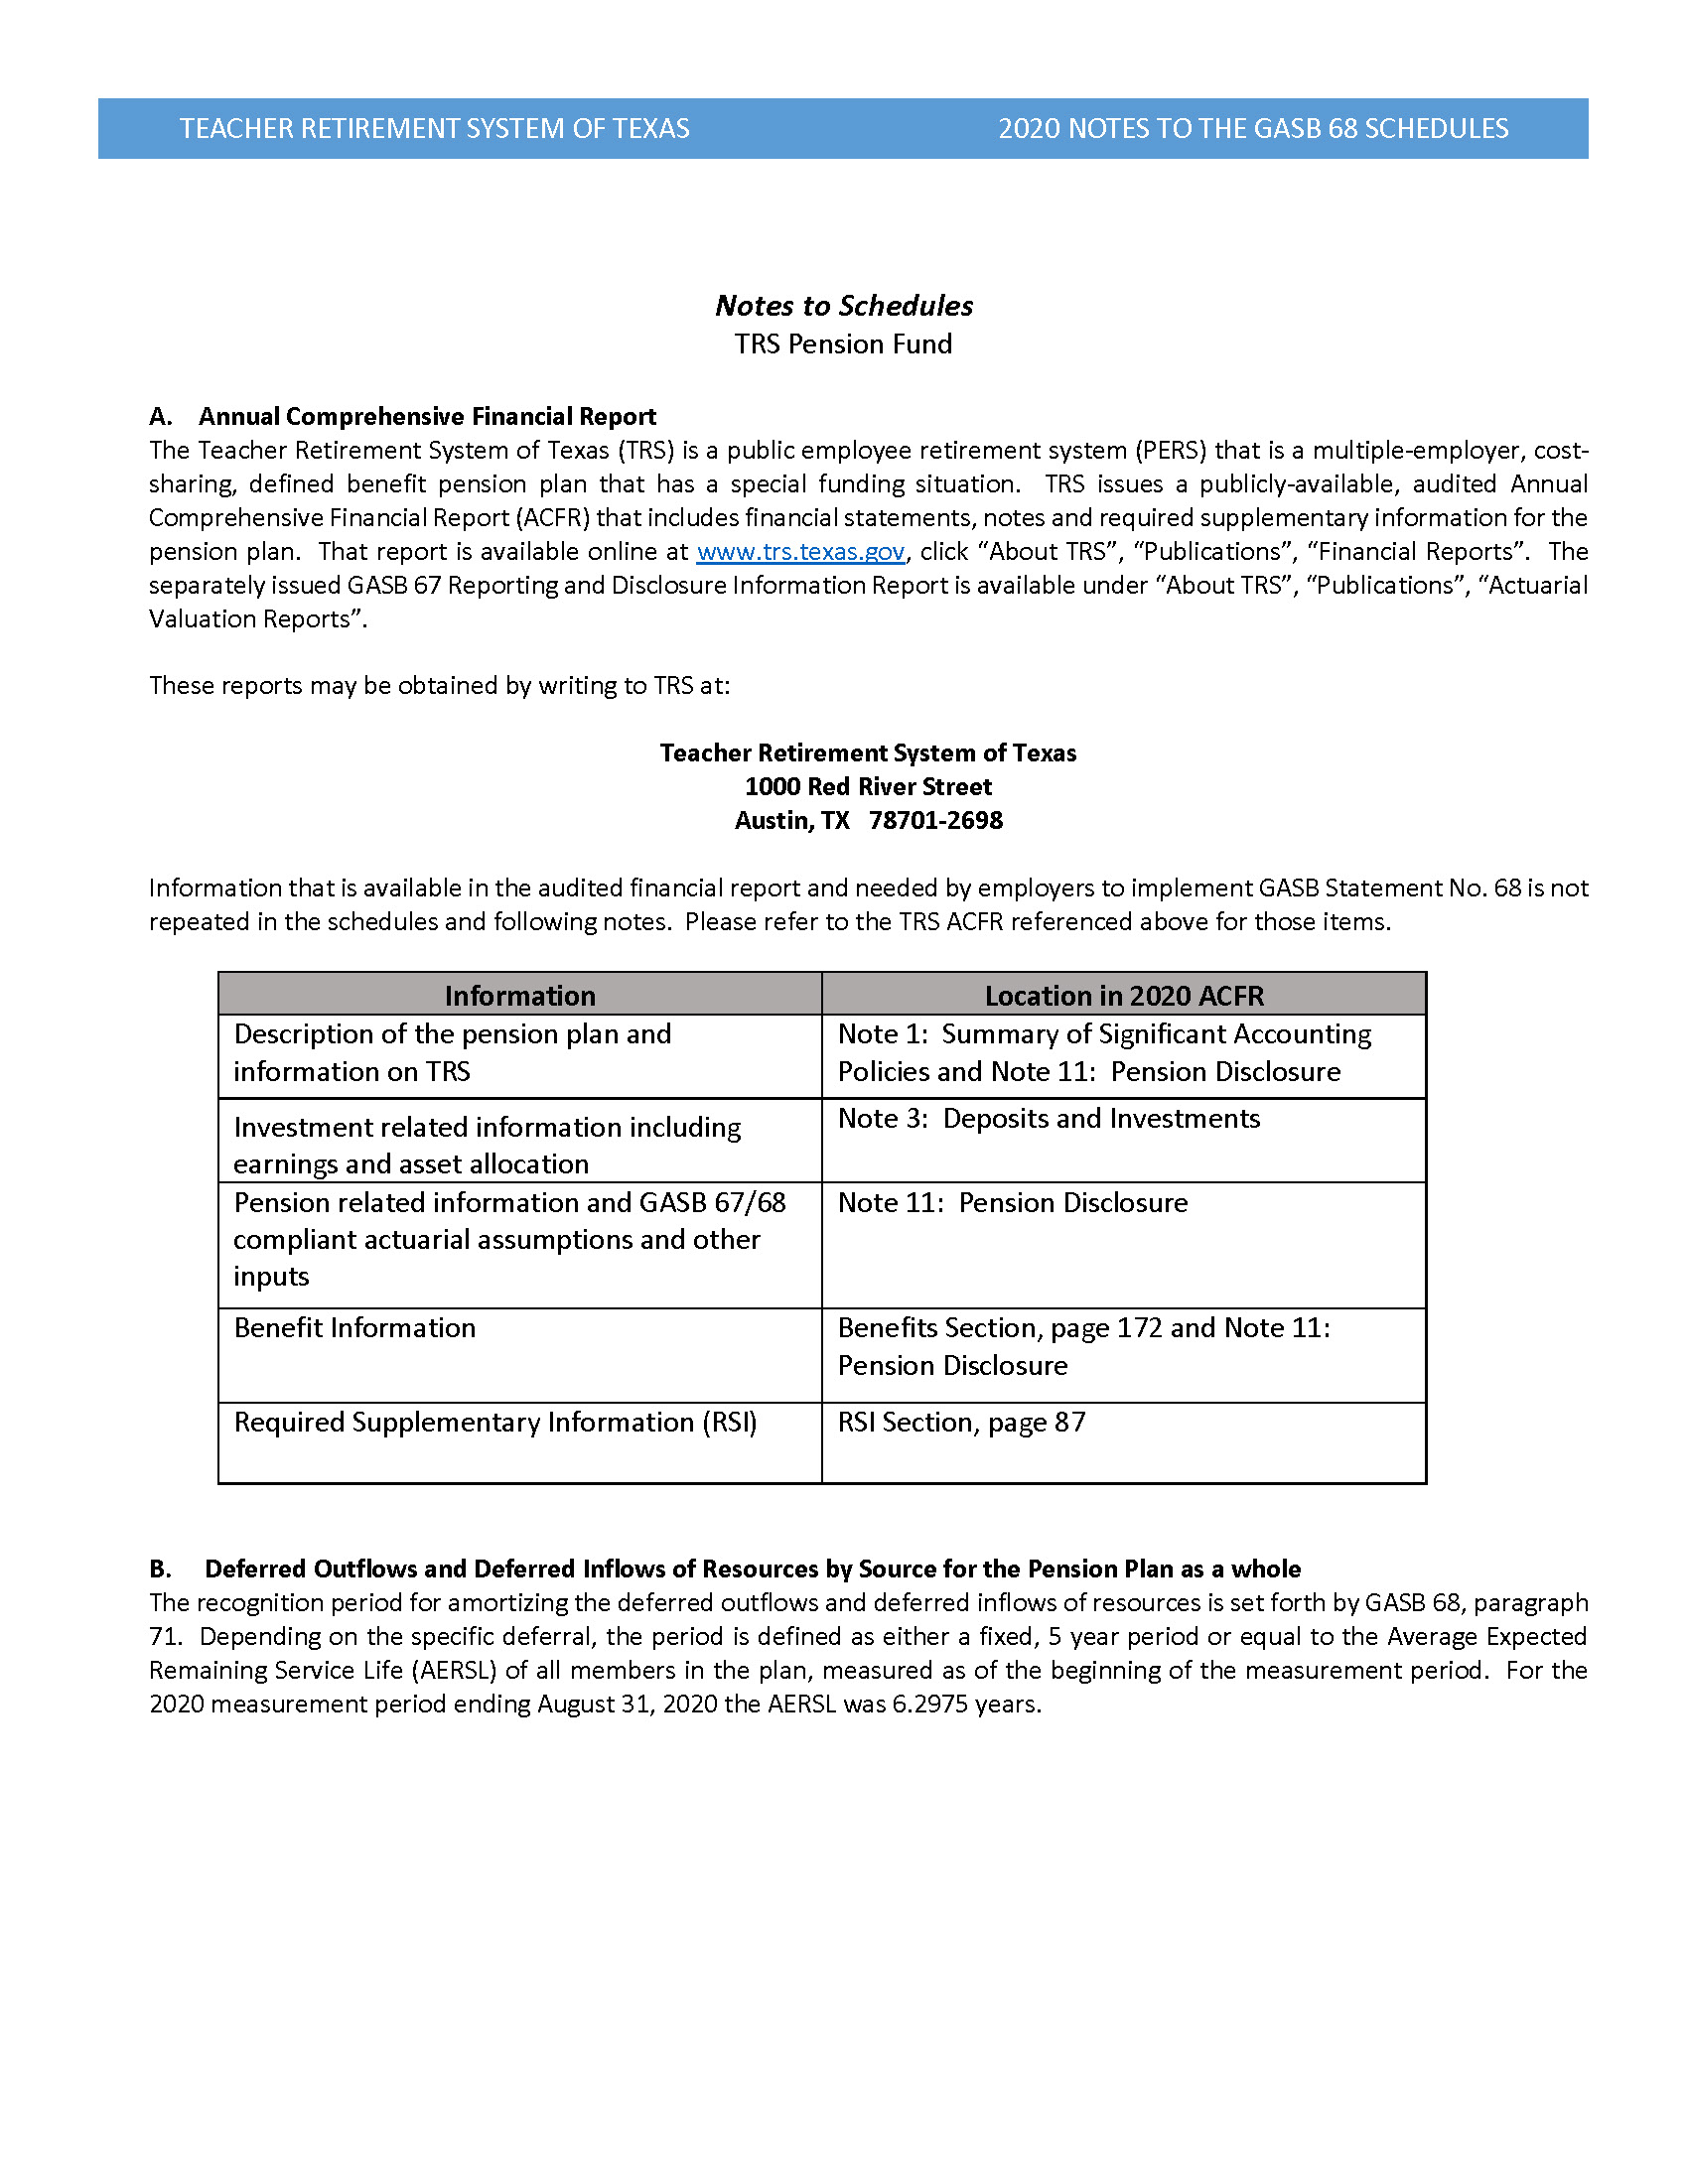 TEACHER RETIREMENT SYSTEM OF TEXAS 2020 NOTES TO THE GASB 68 SCHEDULES
Notes to Schedules
TRS Pension Fund
A. Annual Comprehensive Financial Report
The Teacher Retirement System of Texas (TRS) is a public employee retirement system (PERS) that is a multiple-employer, cost-
sharing, defined benefit pension plan that has a special funding situation. TRS issues a publicly-available, audited Annual
Comprehensive Financial Report (ACFR) that includes financial statements, notes and required supplementary information for the
pension plan. That report is available online at www.trs.texas.gov, click “About TRS”, “Publications”, “Financial Reports”. The
separately issued GASB 67 Reporting and Disclosure Information Report is available under “About TRS”, “Publications”, “Actuarial
Valuation Reports”.
These reports may be obtained by writing to TRS at:
Teacher Retirement System of Texas
1000 Red River Street
Austin, TX 78701-2698
Information that is available in the audited financial report and needed by employers to implement GASB Statement No. 68 is not
repeated in the schedules and following notes. Please refer to the TRS ACFR referenced above for those items.
Information
Location in 2020 ACFR
Description of the pension plan and
information on TRS
Note 1: Summary of Significant Accounting
Policies and Note 11: Pension Disclosure
Investment related information including
earnings and asset allocation
Note 3: Deposits and Investments
Pension related information and GASB 67/68
compliant actuarial assumptions and other
inputs
Note 11: Pension Disclosure
Benefit Information
Benefits Section, page 172 and Note 11:
Pension Disclosure
Required Supplementary Information (RSI)
RSI Section, page 87
B. Deferred Outflows and Deferred Inflows of Resources by Source for the Pension Plan as a whole
The recognition period for amortizing the deferred outflows and deferred inflows of resources is set forth by GASB 68, paragraph
71. Depending on the specific deferral, the period is defined as either a fixed, 5 year period or equal to the Average Expected
Remaining Service Life (AERSL) of all members in the plan, measured as of the beginning of the measurement period. For the
2020 measurement period ending August 31, 2020 the AERSL was 6.2975 years.